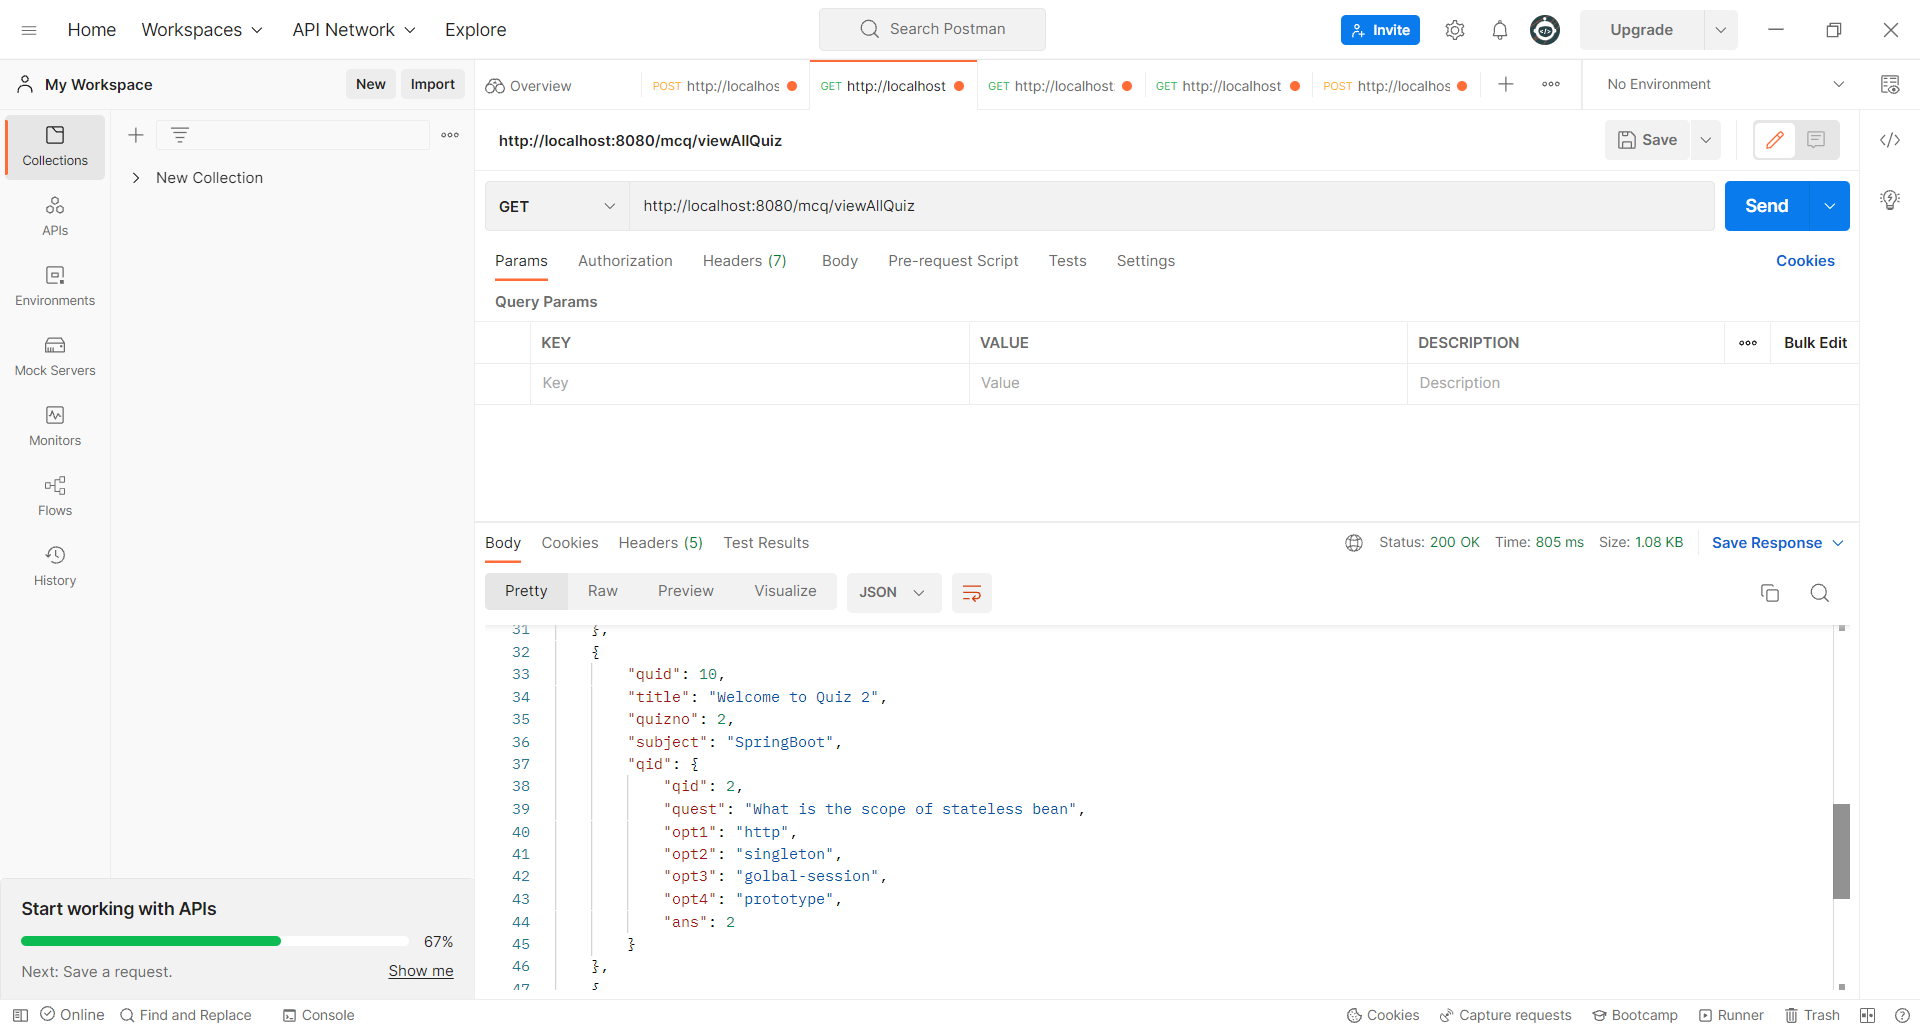 Home Workspaces API Network Explore Search Postman Invite Upgrade
My Workspace New Import Overview POST http://localhos GET http://localhost GET http://localhost: GET http://localhost POST http://localhos No Environment
Collections
APIs
Environments
Mock Servers
Monitors
Flows
History
New Collection
http://localhost:8080/mcq/viewAllQuiz Save
GET http://localhost:8080/mcq/viewAllQuiz Send
Params Authorization Headers (7) Body Pre-request Script Tests Settings Cookies
Query Params
KEY VALUE DESCRIPTION Bulk Edit
Key Value Description
Body Cookies Headers (5) Test Results Status: 200 OK Time: 805 ms Size: 1.08 KB Save Response
Pretty Raw Preview Visualize JSON
31 },
32 {
33 "quid": 10,
34 "title": "Welcome to Quiz 2",
35 "quizno": 2,
36 "subject": "SpringBoot",
37 "qid": {
38 "qid": 2,
39 "quest": "What is the scope of stateless bean",
40 "opt1": "http",
41 "opt2": "singleton",
42 "opt3": "golbal-session",
43 "opt4": "prototype",
44 "ans": 2
45 }
46 },
47 {
Start working with APIs
67%
Next: Save a request. Show me
Online Find and Replace Console Cookies Capture requests Bootcamp Runner Trash